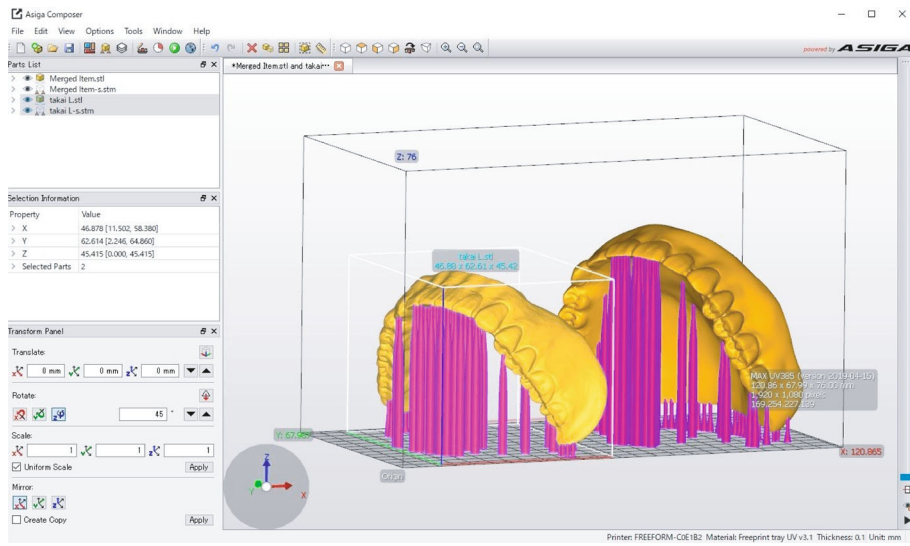 Asiga Composer
File Edit View Options Tools Window Help
powered by ASIGA
Parts List
*Merged Item.stl and takai…
Merged Item.stl
Merged Item-s.stm
takai L.stl
takai L-s.stm
Z: 76
Selection Information
Property Value
X 46.878 [11.502, 58.380]
Y 62.614 [2.246, 64.860]
Z 45.415 [0.000, 45.415]
Selected Parts 2
takai L.stl
46.88 x 62.61 x 45.42
Transform Panel
Translate:
X 0 mm Y 0 mm Z 0 mm
Rotate:
X Y Z 45 °
Scale:
X 1 Y 1 Z 1
Uniform Scale Apply
Mirror:
X Y Z
Create Copy Apply
MAX UV385 (version 2019-04-15)
120.86 x 67.99 x 76.00 mm
1,920 x 1,080 pixels
169.254.227.139
X: 120.865
Origin
Z
Y X
Printer: FREEFORM-C0E1B2 Material: Freeprint tray UV v3.1 Thickness: 0.1 Unit: mm